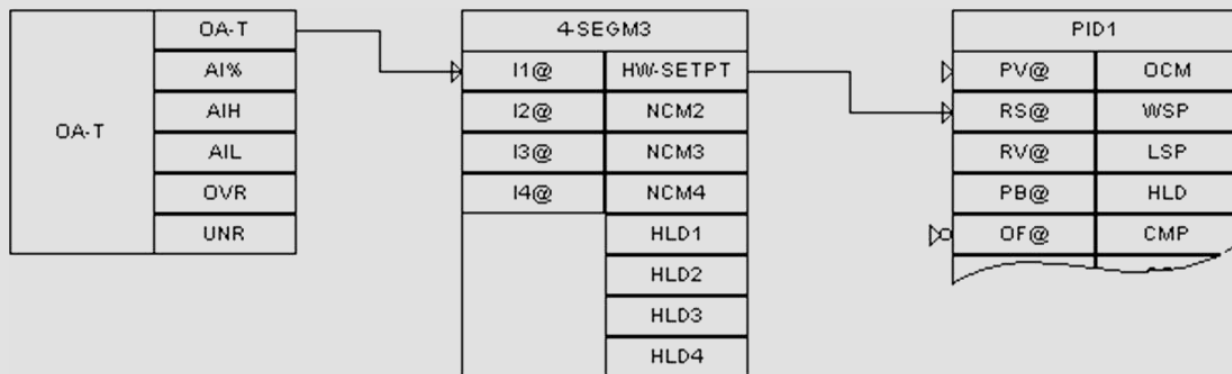 OA-T
OA-T
AI%
AIH
AIL
OVR
UNR
4-SEGM3
I1@ HW-SETPT
I2@ NCM2
I3@ NCM3
I4@ NCM4
HLD1
HLD2
HLD3
HLD4
PID1
PV@ OCM
RS@ WSP
RV@ LSP
PB@ HLD
OF@ CMP